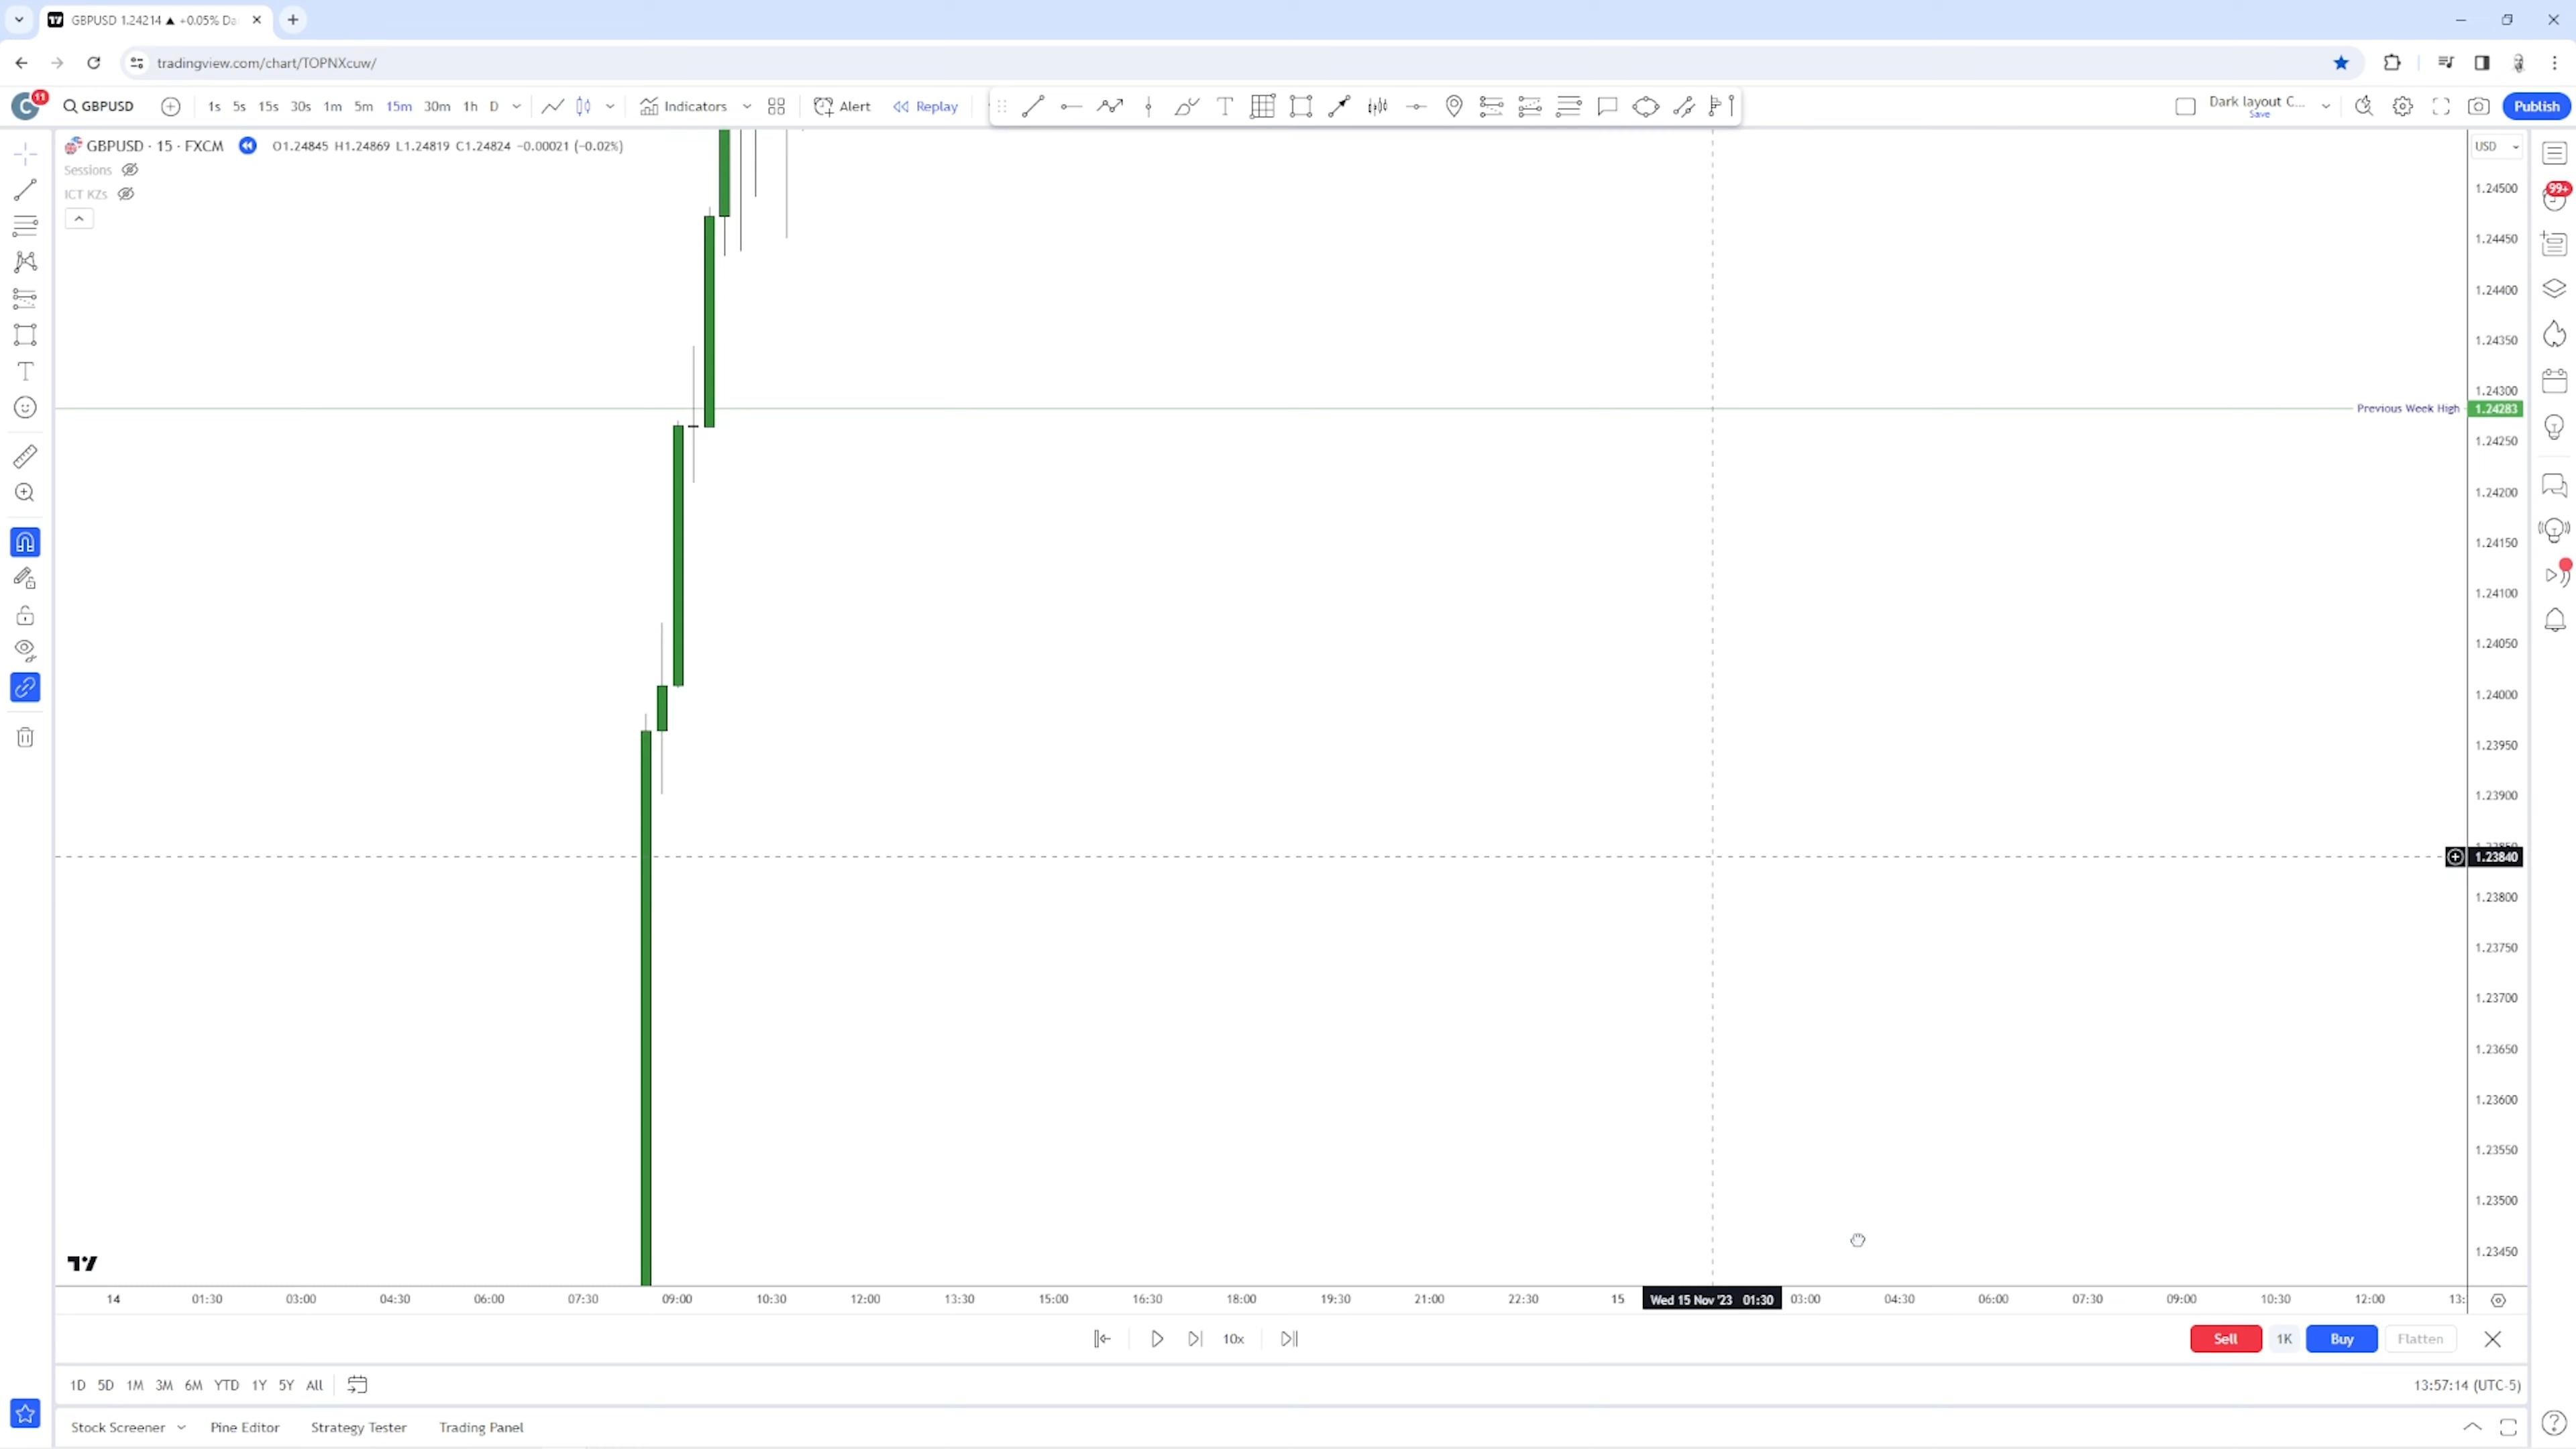 GBPUSD 1.24214 ▲ +0.05% Da
tradingview.com/chart/TOPNXcuw/
C 11 GBPUSD 1s 5s 15s 30s 1m 5m 15m 30m 1h D Indicators Alert Replay Dark layout C... Save Publish
GBPUSD · 15 · FXCM O1.24845 H1.24869 L1.24819 C1.24824 −0.00021 (−0.02%) USD
Sessions
ICT KZs
99+
1.24500
1.24450
1.24400
1.24350
1.24300
Previous Week High 1.24283
1.24250
1.24200
1.24150
1.24100
1.24050
1.24000
1.23950
1.23900
1.23840
1.23800
1.23750
1.23700
1.23650
1.23600
1.23550
1.23500
1.23450
14 01:30 03:00 04:30 06:00 07:30 09:00 10:30 12:00 13:30 15:00 16:30 18:00 19:30 21:00 22:30 15 Wed 15 Nov '23 01:30 03:00 04:30 06:00 07:30 09:00 10:30 12:00 13:
10x Sell 1K Buy Flatten
1D 5D 1M 3M 6M YTD 1Y 5Y All 13:57:14 (UTC-5)
Stock Screener Pine Editor Strategy Tester Trading Panel